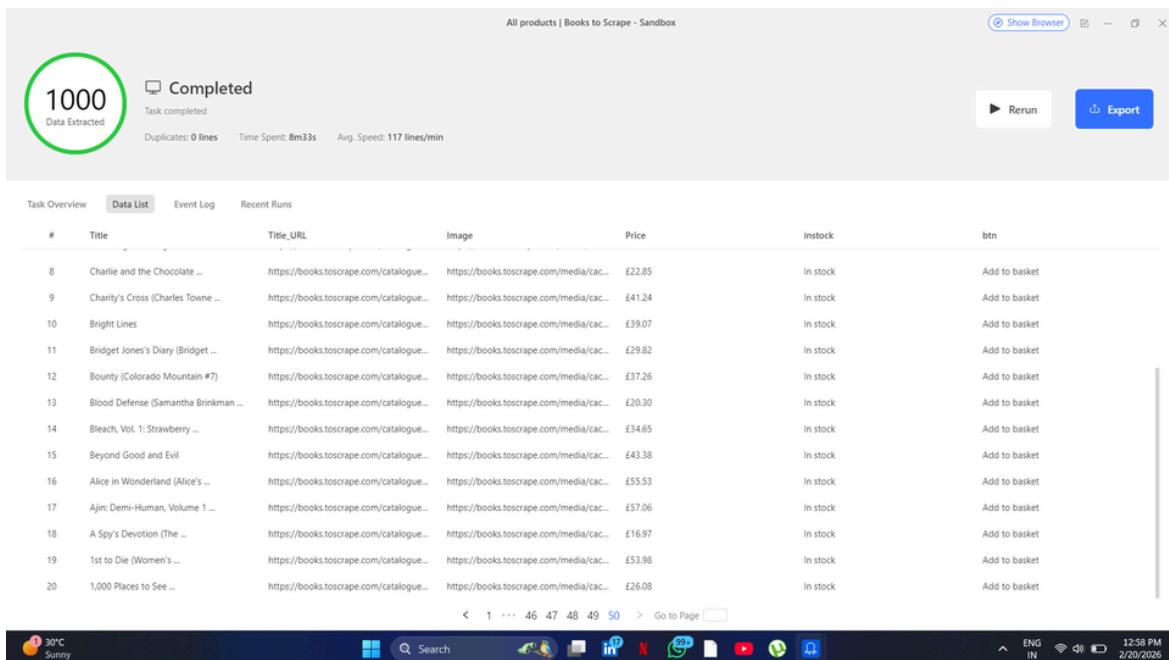 All products | Books to Scrape - Sandbox
Show Browser
1000
Data Extracted
Completed
Task completed
Duplicates: 0 lines Time Spent: 8m33s Avg. Speed: 117 lines/min
Rerun
Export
Task Overview Data List Event Log Recent Runs
# Title Title_URL Image Price instock btn
8 Charlie and the Chocolate ... https://books.toscrape.com/catalogue... https://books.toscrape.com/media/cac... £22.85 In stock Add to basket
9 Charity's Cross (Charles Towne ... https://books.toscrape.com/catalogue... https://books.toscrape.com/media/cac... £41.24 In stock Add to basket
10 Bright Lines https://books.toscrape.com/catalogue... https://books.toscrape.com/media/cac... £39.07 In stock Add to basket
11 Bridget Jones's Diary (Bridget ... https://books.toscrape.com/catalogue... https://books.toscrape.com/media/cac... £29.82 In stock Add to basket
12 Bounty (Colorado Mountain #7) https://books.toscrape.com/catalogue... https://books.toscrape.com/media/cac... £37.26 In stock Add to basket
13 Blood Defense (Samantha Brinkman ... https://books.toscrape.com/catalogue... https://books.toscrape.com/media/cac... £20.30 In stock Add to basket
14 Bleach, Vol. 1: Strawberry ... https://books.toscrape.com/catalogue... https://books.toscrape.com/media/cac... £34.65 In stock Add to basket
15 Beyond Good and Evil https://books.toscrape.com/catalogue... https://books.toscrape.com/media/cac... £43.38 In stock Add to basket
16 Alice in Wonderland (Alice's ... https://books.toscrape.com/catalogue... https://books.toscrape.com/media/cac... £55.53 In stock Add to basket
17 Ajin: Demi-Human, Volume 1 ... https://books.toscrape.com/catalogue... https://books.toscrape.com/media/cac... £57.06 In stock Add to basket
18 A Spy's Devotion (The ... https://books.toscrape.com/catalogue... https://books.toscrape.com/media/cac... £16.97 In stock Add to basket
19 1st to Die (Women's ... https://books.toscrape.com/catalogue... https://books.toscrape.com/media/cac... £53.98 In stock Add to basket
20 1,000 Places to See ... https://books.toscrape.com/catalogue... https://books.toscrape.com/media/cac... £26.08 In stock Add to basket
< 1 ... 46 47 48 49 50 > Go to Page
1 30°C Search 17 99+ ENG 12:58 PM
Sunny IN 2/20/2026